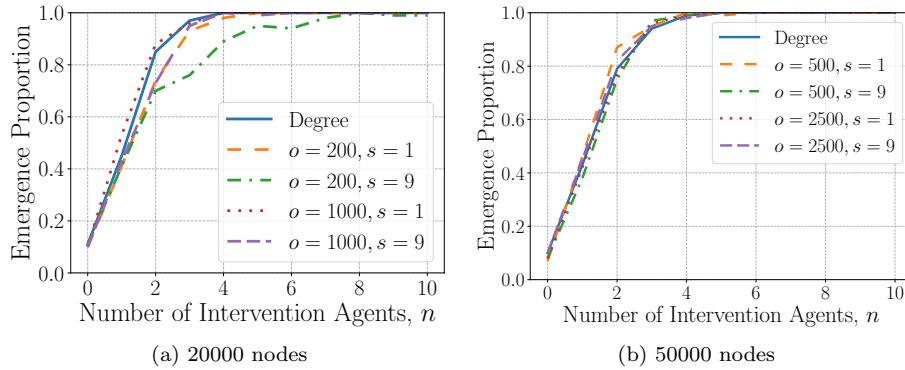 1.0
0.8
0.6
0.4
0.2
0.0
Emergence Proportion
0 2 4 6 8 10
Number of Intervention Agents, n
Degree
o = 200, s = 1
o = 200, s = 9
o = 1000, s = 1
o = 1000, s = 9
(a) 20000 nodes
1.0
0.8
0.6
0.4
0.2
0.0
Emergence Proportion
0 2 4 6 8 10
Number of Intervention Agents, n
Degree
o = 500, s = 1
o = 500, s = 9
o = 2500, s = 1
o = 2500, s = 9
(b) 50000 nodes